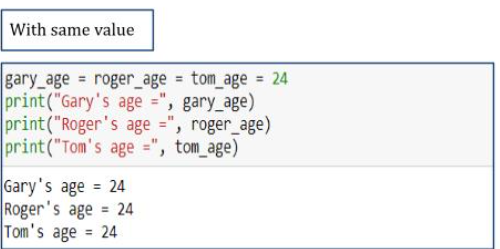 With same value
gary_age = roger_age = tom_age = 24
print("Gary's age =", gary_age)
print("Roger's age =", roger_age)
print("Tom's age =", tom_age)
Gary's age = 24
Roger's age = 24
Tom's age = 24